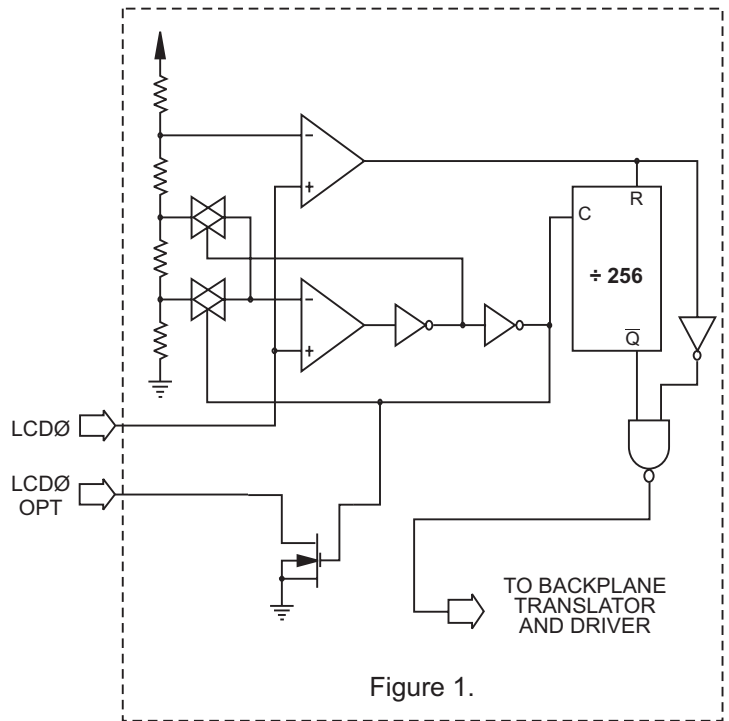 −
+
R
C
÷ 256
−
+
Q̅
LCDØ
LCDØ
OPT
TO BACKPLANE
TRANSLATOR
AND DRIVER
Figure 1.